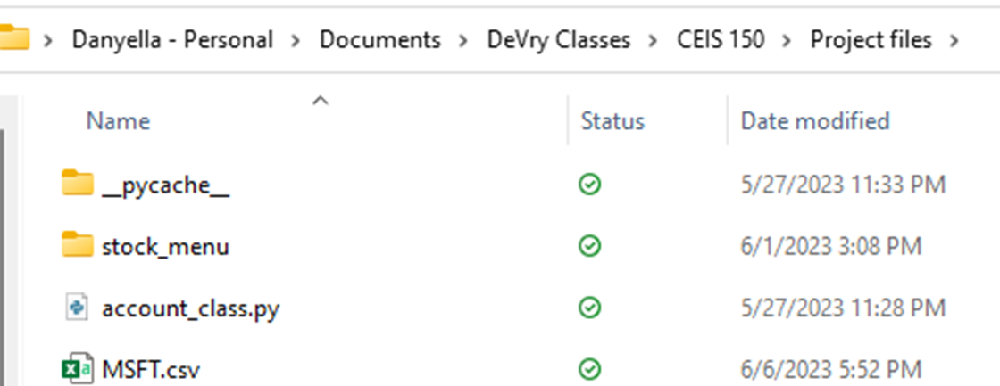 Danyella - Personal > Documents > DeVry Classes > CEIS 150 > Project files >
Name Status Date modified
__pycache__ 5/27/2023 11:33 PM
stock_menu 6/1/2023 3:08 PM
account_class.py 5/27/2023 11:28 PM
MSFT.csv 6/6/2023 5:52 PM